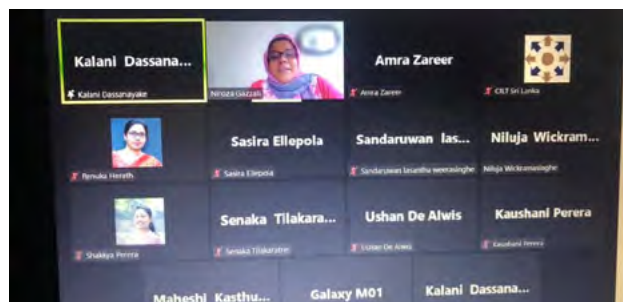 Kalani Dassana...
Kalani Dassanayake
Niroza Gazzali
Amra Zareer
Amra Zareer
CILT Sri Lanka
Renuka Herath
Sasira Ellepola
Sasira Ellepola
Sandaruwan las...
Sandaruwan lasantha weerasinghe
Niluja Wickram...
Niluja Wickramasinghe
Shakkya Perera
Senaka Tilakara...
Senaka Tilakaratne
Ushan De Alwis
Ushan De Alwis
Kaushani Perera
Kaushani Perera
Maheshi Kasthu...
Galaxy M01
Kalani Dassana...